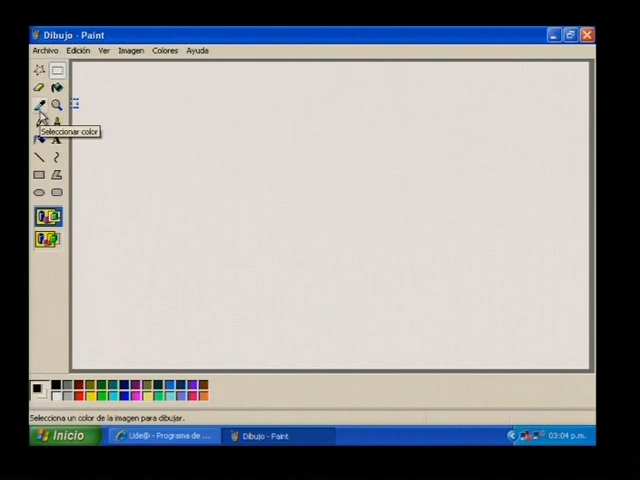 Dibujo - Paint
Archivo Edición Ver Imagen Colores Ayuda
Seleccionar color
A
Selecciona un color de la imagen para dibujar.
Inicio
Ude@ - Programa de ...
Dibujo - Paint
03:04 p.m.